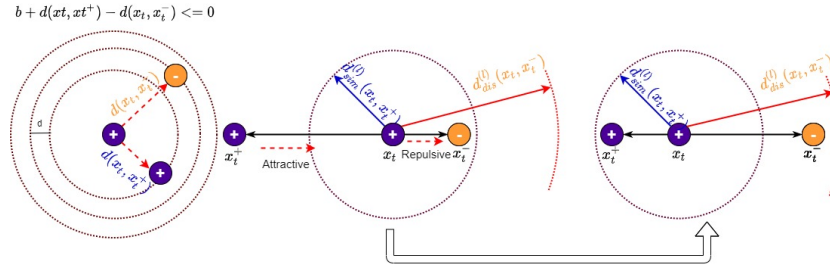 b + d(xt, xt⁺) − d(x_t, x_t⁻) <= 0
+
-
d(x_t, x_t)
d
+
d(x_t, x_t⁺)
+
+
x_t⁺
Attractive
d_sim^(l)(x_t, x_t⁺)
d_dis^(l)(x_t, x_t⁻)
+
x_t
Repulsive
-
x_t⁻
d_sim^(l)(x_t, x_t⁺)
d_dis^(l)(x_t, x_t⁻)
+
x_t⁺
+
x_t
-
x_t⁻